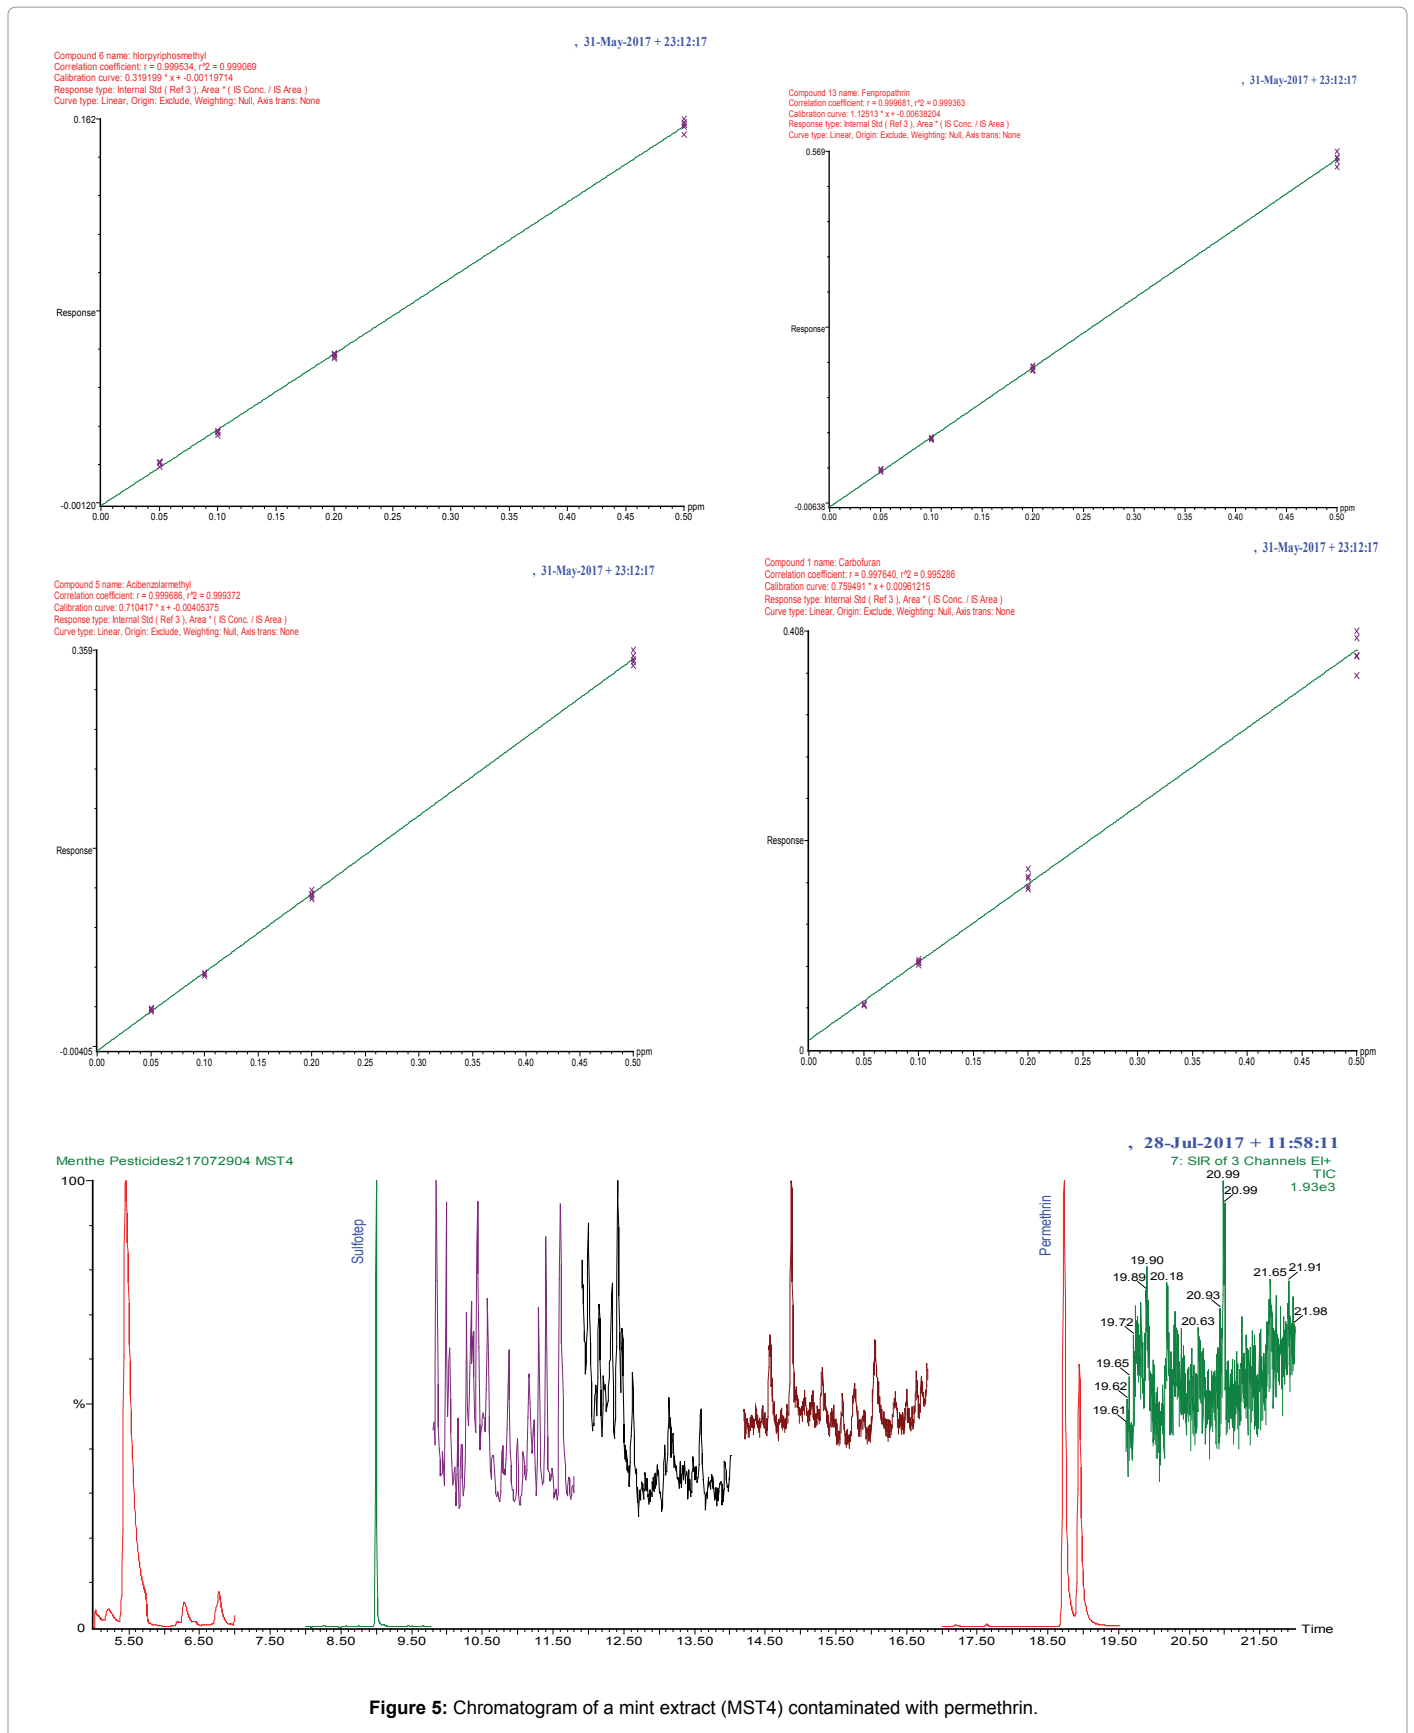 , 31-May-2017 + 23:12:17
Compound 6 name: hlorpyriphosmethyl
Correlation coefficient: r = 0.999534, r^2 = 0.999069
Calibration curve: 0.319199 * x + -0.00119714
Response type: Internal Std ( Ref 3 ), Area * ( IS Conc. / IS Area )
Curve type: Linear, Origin: Exclude, Weighting: Null, Axis trans: None
0.162
Response
-0.00120
0.00 0.05 0.10 0.15 0.20 0.25 0.30 0.35 0.40 0.45 0.50 ppm
, 31-May-2017 + 23:12:17
Compound 13 name: Fenpropathrin
Correlation coefficient: r = 0.999681, r^2 = 0.999363
Calibration curve: 1.12513 * x + -0.00638204
Response type: Internal Std ( Ref 3 ), Area * ( IS Conc. / IS Area )
Curve type: Linear, Origin: Exclude, Weighting: Null, Axis trans: None
0.569
Response
-0.00638
0.00 0.05 0.10 0.15 0.20 0.25 0.30 0.35 0.40 0.45 0.50 ppm
, 31-May-2017 + 23:12:17
Compound 5 name: Acibenzolarmethyl
Correlation coefficient: r = 0.999686, r^2 = 0.999372
Calibration curve: 0.710417 * x + -0.00405375
Response type: Internal Std ( Ref 3 ), Area * ( IS Conc. / IS Area )
Curve type: Linear, Origin: Exclude, Weighting: Null, Axis trans: None
0.359
Response
-0.00405
0.00 0.05 0.10 0.15 0.20 0.25 0.30 0.35 0.40 0.45 0.50 ppm
, 31-May-2017 + 23:12:17
Compound 1 name: Carbofuran
Correlation coefficient: r = 0.997640, r^2 = 0.995286
Calibration curve: 0.759491 * x + 0.00961215
Response type: Internal Std ( Ref 3 ), Area * ( IS Conc. / IS Area )
Curve type: Linear, Origin: Exclude, Weighting: Null, Axis trans: None
0.408
Response
0
0.00 0.05 0.10 0.15 0.20 0.25 0.30 0.35 0.40 0.45 0.50 ppm
, 28-Jul-2017 + 11:58:11
Menthe Pesticides217072904 MST4
7: SIR of 3 Channels EI+
TIC
1.93e3
100
%
0
Sulfotep
Permethrin
20.99
20.99
19.90
19.89 20.18
20.93
21.65 21.91
21.98
19.72
20.63
19.65
19.62
19.61
5.50 6.50 7.50 8.50 9.50 10.50 11.50 12.50 13.50 14.50 15.50 16.50 17.50 18.50 19.50 20.50 21.50 Time
Figure 5: Chromatogram of a mint extract (MST4) contaminated with permethrin.